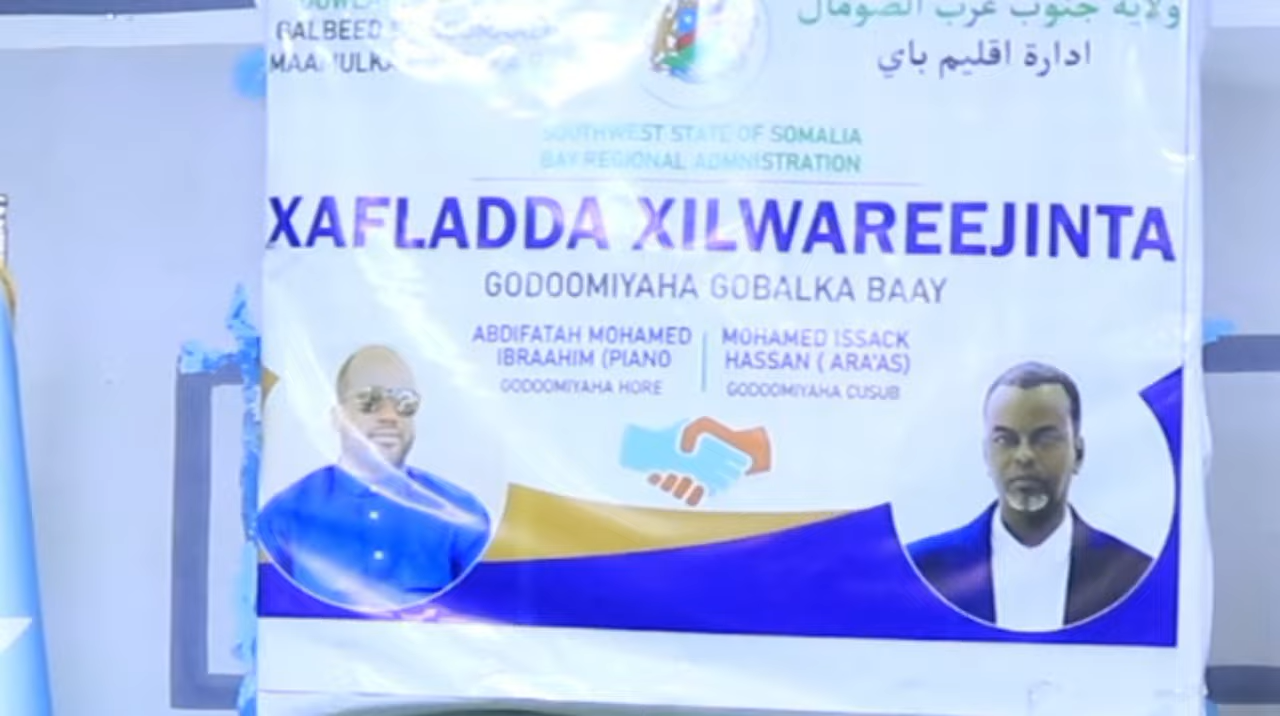 GALBEED
ولاية جنوب غرب الصومال
ادارة اقليم باي
SOUTHWEST STATE OF SOMALIA
BAY REGIONAL ADMNISTRATION
XAFLADDA XILWAREEJINTA
GODOOMIYAHA GOBALKA BAAY
ABDIFATAH MOHAMED
IBRAAHIM (PIANO
GODOOMIYAHA HORE
MOHAMED ISSACK
HASSAN ( ARA'AS)
GODOOMIYAHA CUSUB